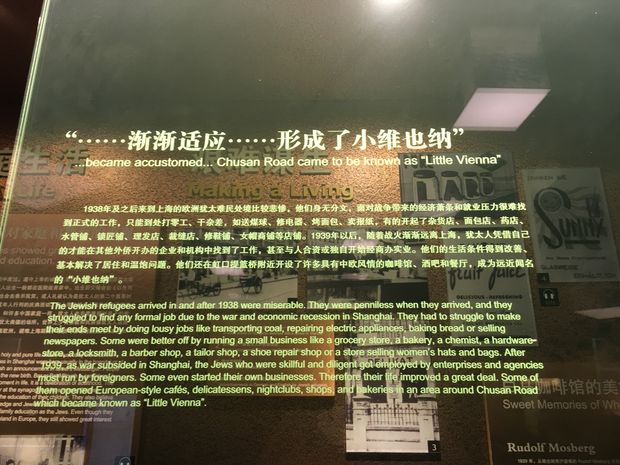 “……渐渐适应……形成了小维也纳”
...became accustomed... Chusan Road came to be known as “Little Vienna”
Making a Living
1938年及之后来到上海的欧洲犹太难民处境比较悲惨。他们身无分文，面对战争带来的经济萧条和就业压力很难找
到正式的工作，只能到处打零工、干杂差，如送煤球、修电器、烤面包、卖报纸，有的开起了杂货店、面包店、药店、
水管铺、锁匠铺、理发店、裁缝店、修鞋铺、女帽商铺等店铺。1939年以后，随着战火渐渐远离上海，犹太人凭借自己
的才能在其他外侨开办的企业和机构中找到了工作，甚至与人合资或独自开始经商办实业。他们的生活条件得到改善，
基本解决了居住和温饱问题。他们还在虹口提篮桥附近开设了许多具有中欧风情的咖啡馆、酒吧和餐厅，成为远近闻名
的“小维也纳”。
The Jewish refugees arrived in and after 1938 were miserable. They were penniless when they arrived, and they
struggled to find any formal job due to the war and economic recession in Shanghai. They had to struggle to make
their ends meet by doing lousy jobs like transporting coal, repairing electric appliances, baking bread or selling
newspapers. Some were better off by running a small business like a grocery store, a bakery, a chemist, a hardware-
store, a locksmith, a barber shop, a tailor shop, a shoe repair shop or a store selling women’s hats and bags. After
1939, as war subsided in Shanghai, the Jews who were skillful and diligent got employed by enterprises and agencies
most run by foreigners. Some even started their own businesses. Therefore their life improved a great deal. Some of
them opened European-style cafés, delicatessens, nightclubs, shops, and bakeries in an area around Chusan Road
which became known as “Little Vienna”.
生活
Life
fruit juice
咖啡馆的美
Sweet Memories of
Rudolf Mosberg
3